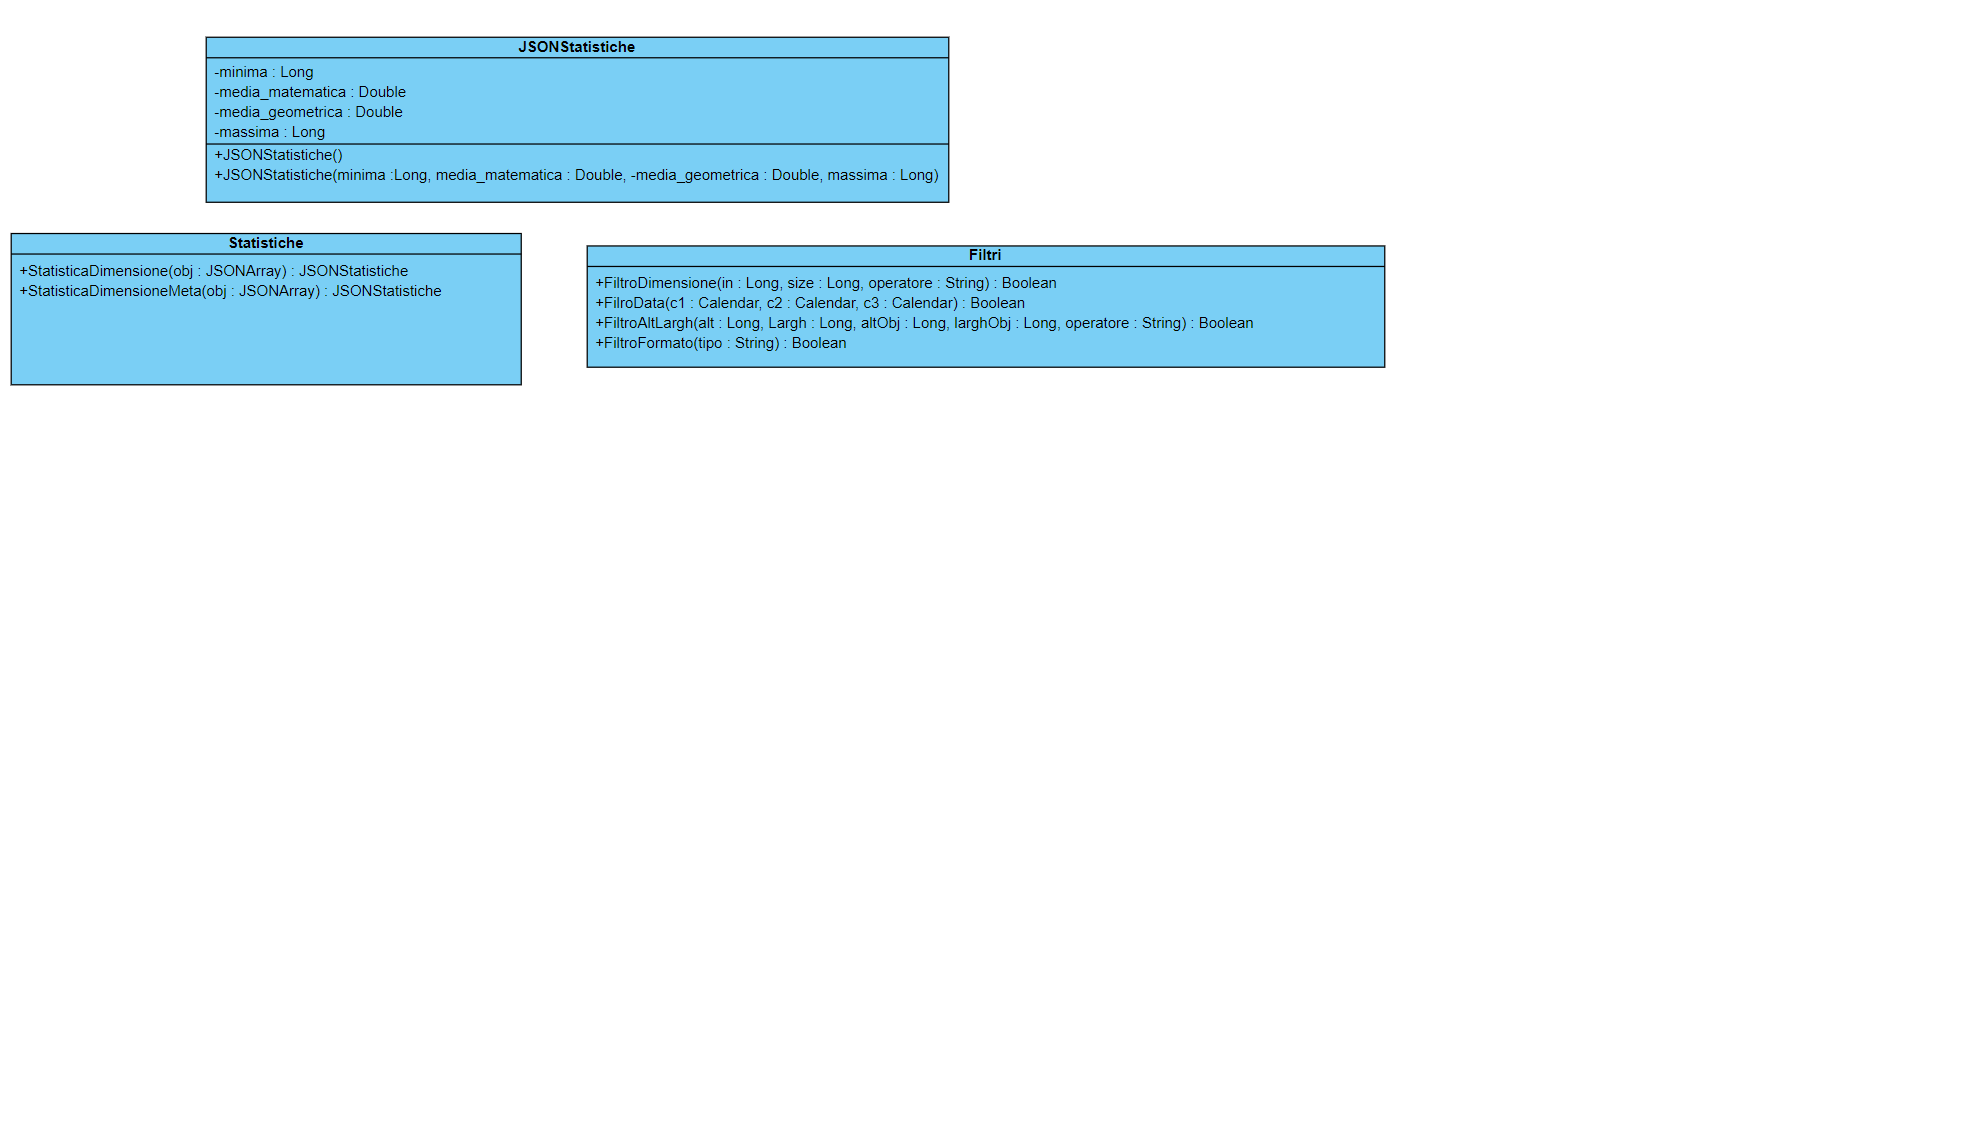 JSONStatistiche
-minima : Long
-media_matematica : Double
-media_geometrica : Double
-massima : Long
+JSONStatistiche()
+JSONStatistiche(minima :Long, media_matematica : Double, -media_geometrica : Double, massima : Long)
Statistiche
+StatisticaDimensione(obj : JSONArray) : JSONStatistiche
+StatisticaDimensioneMeta(obj : JSONArray) : JSONStatistiche
Filtri
+FiltroDimensione(in : Long, size : Long, operatore : String) : Boolean
+FilroData(c1 : Calendar, c2 : Calendar, c3 : Calendar) : Boolean
+FiltroAltLargh(alt : Long, Largh : Long, altObj : Long, larghObj : Long, operatore : String) : Boolean
+FiltroFormato(tipo : String) : Boolean